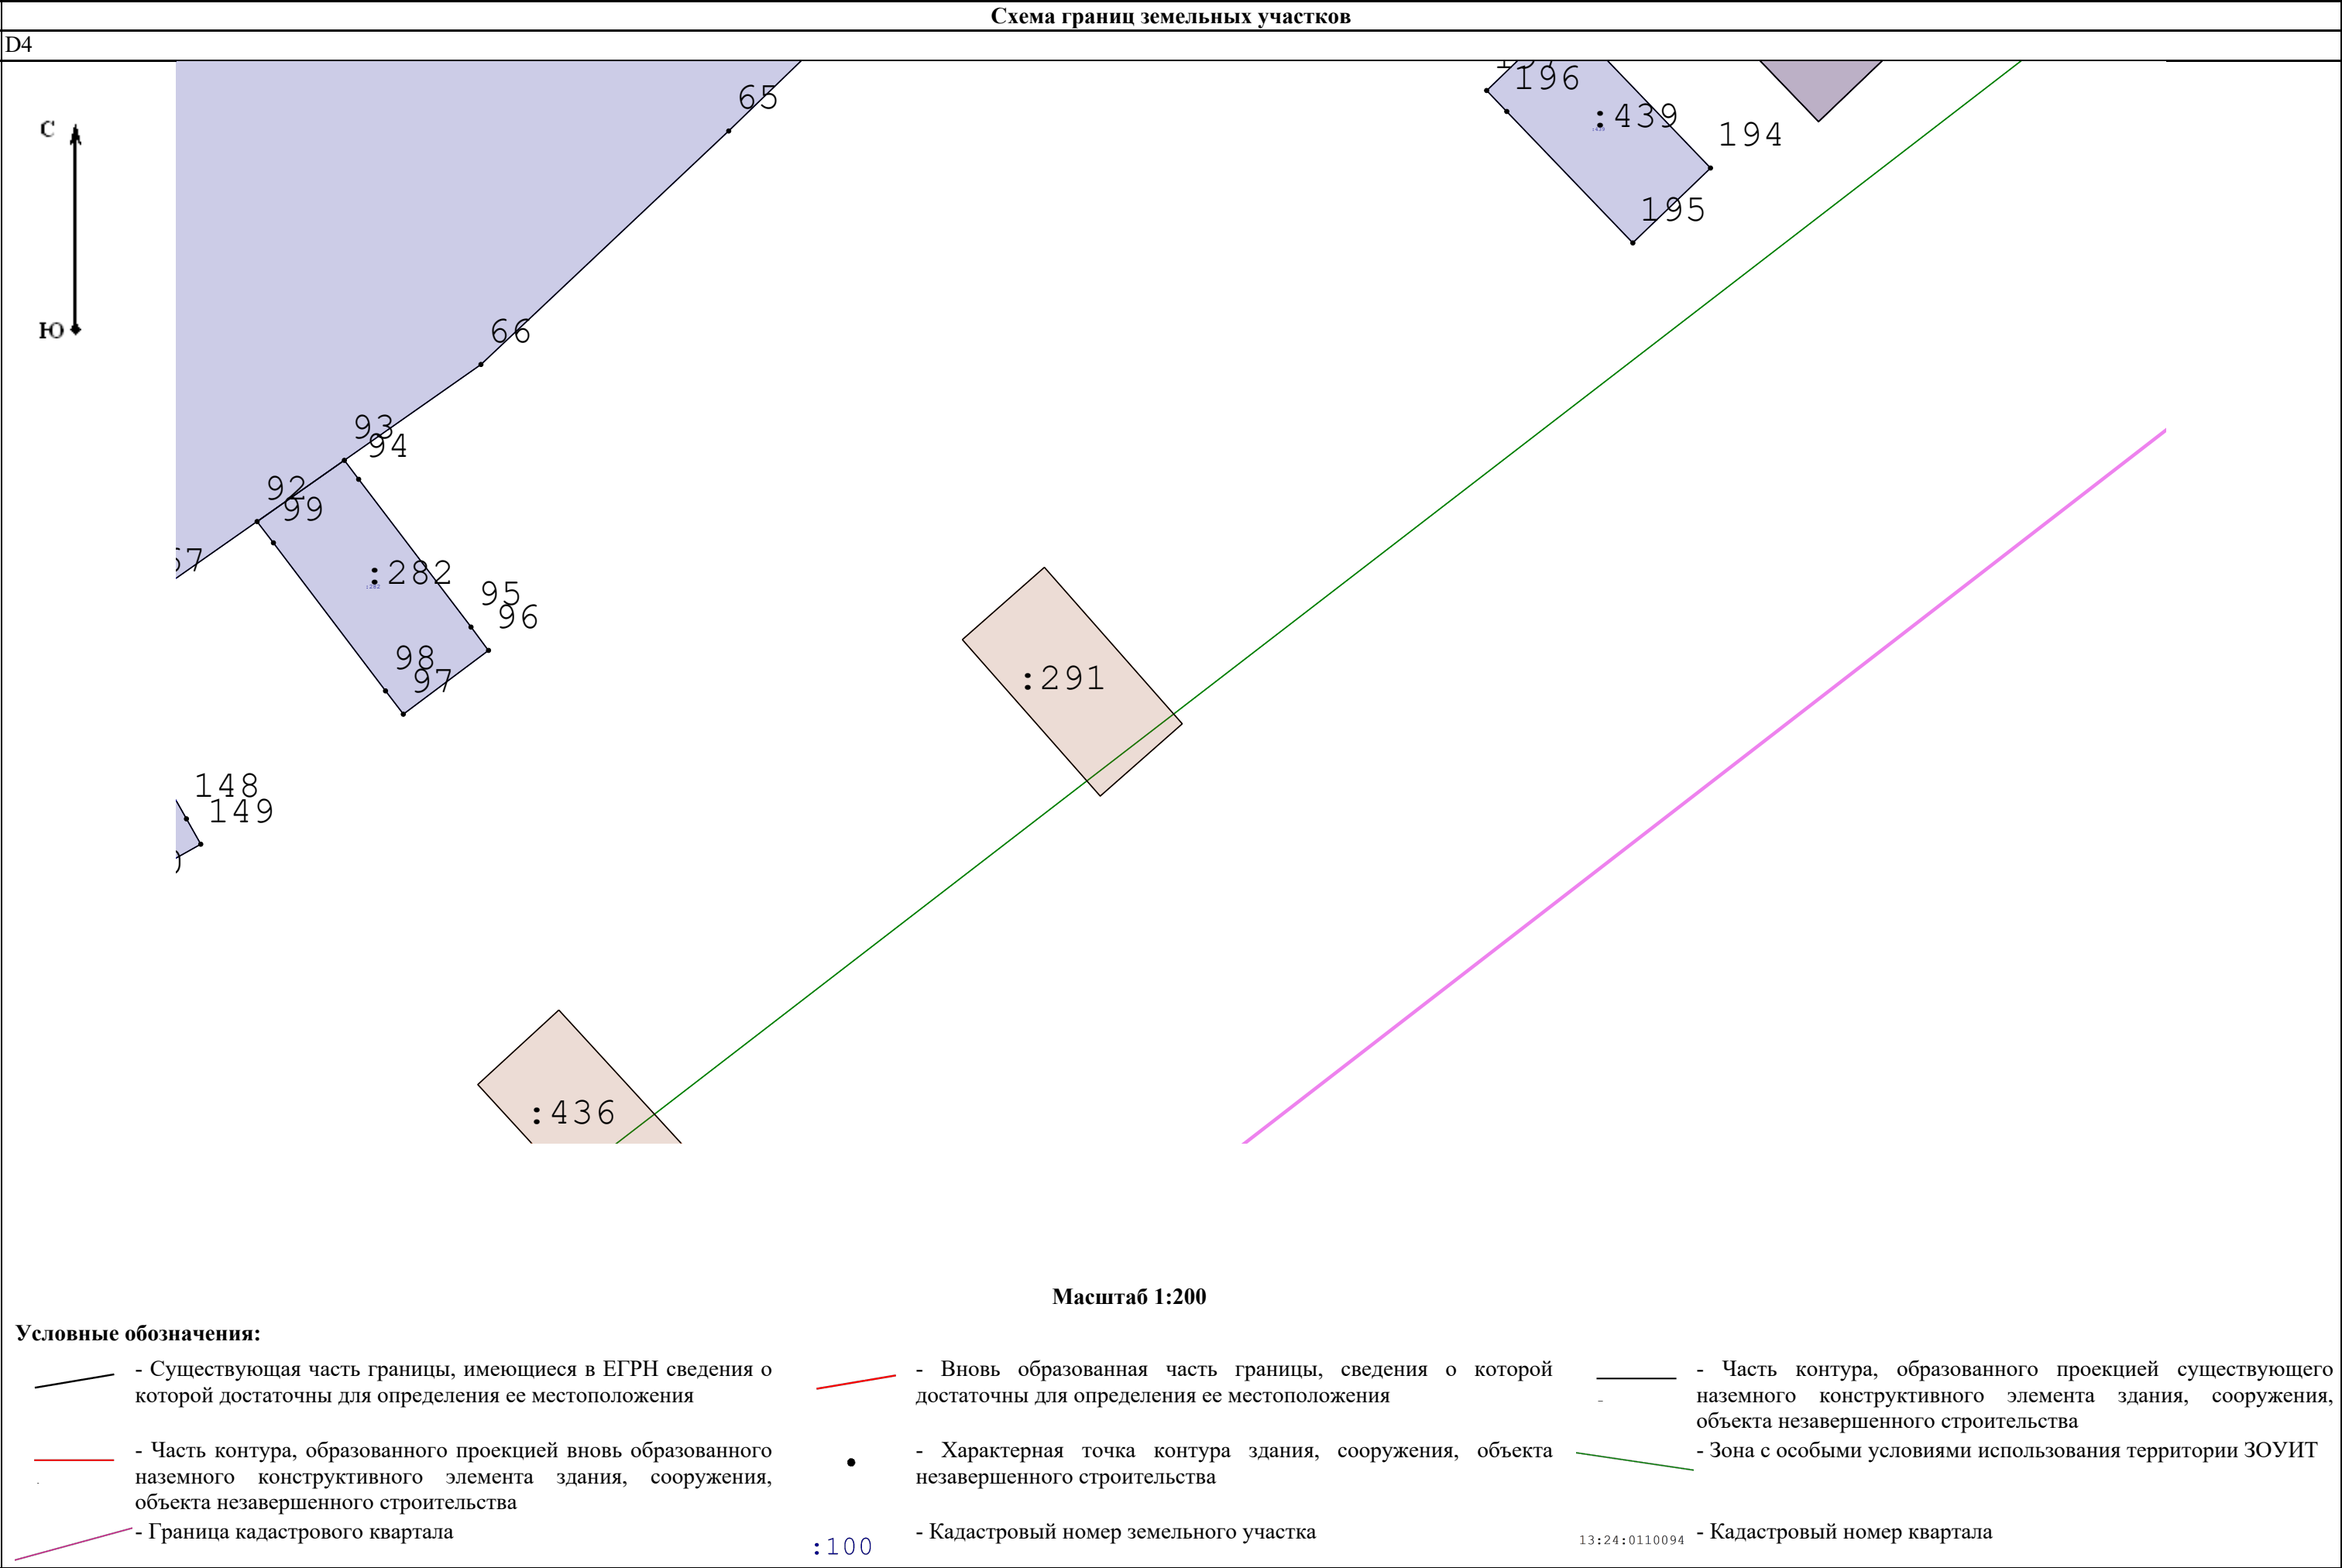 Схема границ земельных участков
D4
65
196
:439
194
С
195
66
Ю
93
94
92
99
67
:282
:282
95
96
98
97
:291
148
149
:436
Масштаб 1:200
Условные обозначения:
- Существующая часть границы, имеющиеся в ЕГРН сведения о
которой достаточны для определения ее местоположения
- Вновь образованная часть границы, сведения о которой
достаточны для определения ее местоположения
- Часть контура, образованного проекцией существующего
наземного конструктивного элемента здания, сооружения,
объекта незавершенного строительства
- Часть контура, образованного проекцией вновь образованного
наземного конструктивного элемента здания, сооружения,
объекта незавершенного строительства
- Характерная точка контура здания, сооружения, объекта
незавершенного строительства
- Зона с особыми условиями использования территории ЗОУИТ
- Граница кадастрового квартала
:100 - Кадастровый номер земельного участка
13:24:0110094 - Кадастровый номер квартала